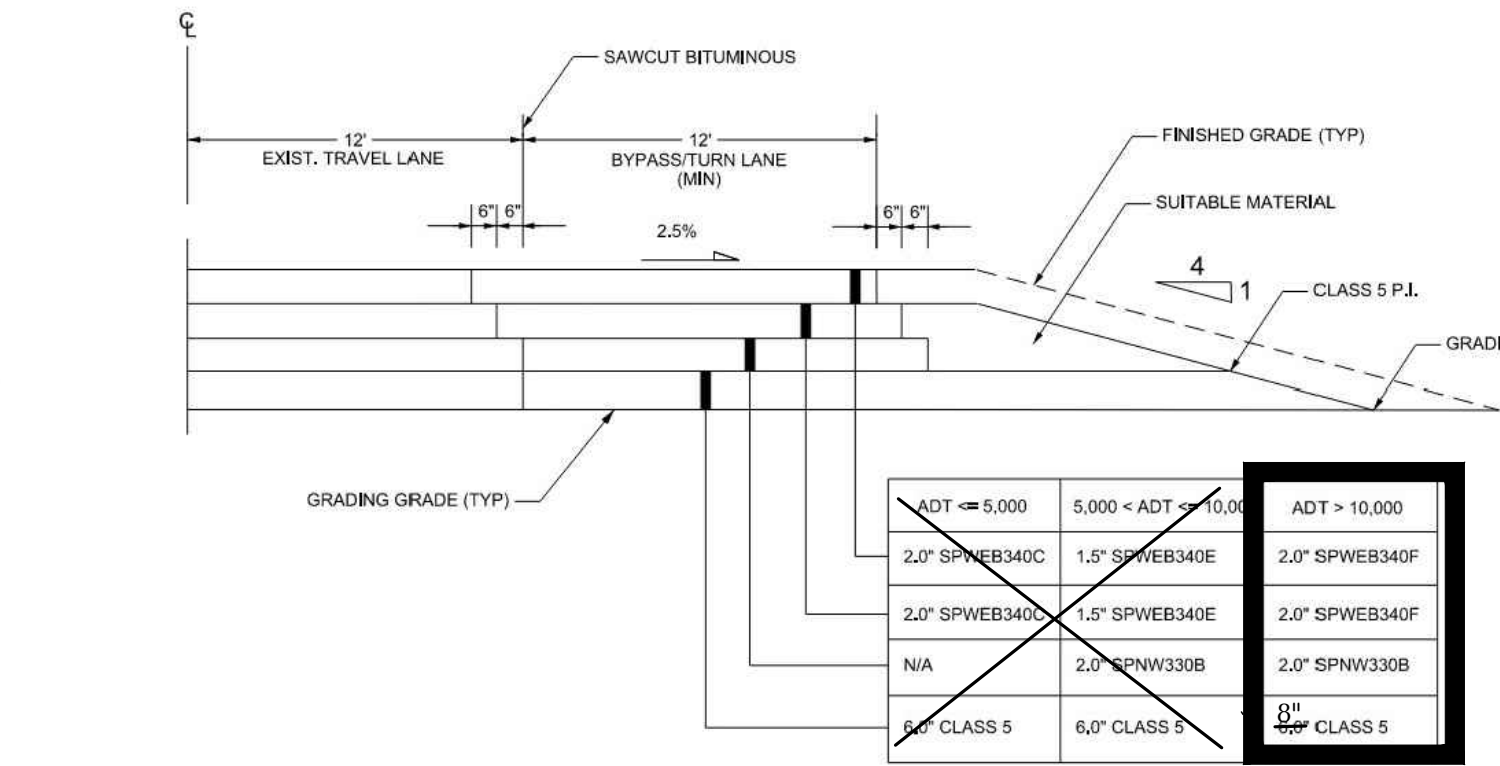 ℄
SAWCUT BITUMINOUS
12'
EXIST. TRAVEL LANE
12'
BYPASS/TURN LANE
(MIN)
FINISHED GRADE (TYP)
SUITABLE MATERIAL
6" 6"
6" 6"
2.5%
4
1
CLASS 5 P.I.
GRADING GRADE (TYP)
ADT <= 5,000 5,000 < ADT <= ADT > 10,000
2.0" SPWEB340C 1.5" SPWEB340E 2.0" SPWEB340F
2.0" SPWEB340C 1.5" SPWEB340E 2.0" SPWEB340F
N/A 2.0" SPNW330B 2.0" SPNW330B
8"
6.0" CLASS 5 6.0" CLASS 5 6.0" CLASS 5